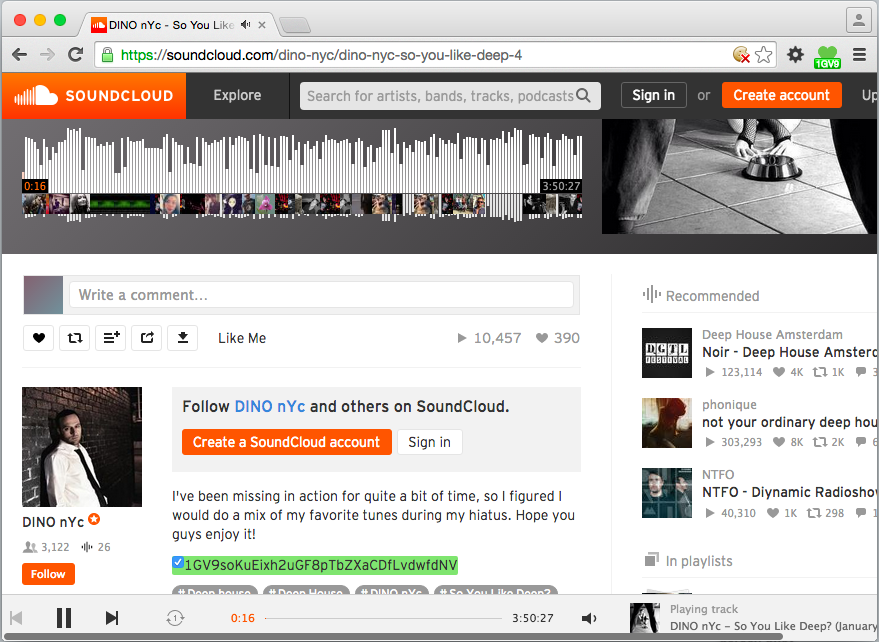 DINO nYc - So You Like
https://soundcloud.com/dino-nyc/dino-nyc-so-you-like-deep-4
1GV9
SOUNDCLOUD
Explore
Search for artists, bands, tracks, podcasts
Sign in
or
Create account
Up
0:16
3:50:27
Write a comment...
Like Me
10,457
390
Recommended
DGTL
FESTIVAL
Deep House Amsterdam
Noir - Deep House Amsterd
123,114
4K
1K
3
phonique
not your ordinary deep hou
303,293
8K
2K
6
NTFO
NTFO - Diynamic Radioshow
40,310
1K
298
1
In playlists
Follow DINO nYc and others on SoundCloud.
Create a SoundCloud account
Sign in
DINO nYc
3,122
26
Follow
I've been missing in action for quite a bit of time, so I figured I
would do a mix of my favorite tunes during my hiatus. Hope you
guys enjoy it!
1GV9soKuEixh2uGF8pTbZXaCDfLvdwfdNV
# Deep house
# Deep House
# DINO nYc
# So You Like Deep?
1
0:16
3:50:27
Playing track
DINO nYc – So You Like Deep? (January